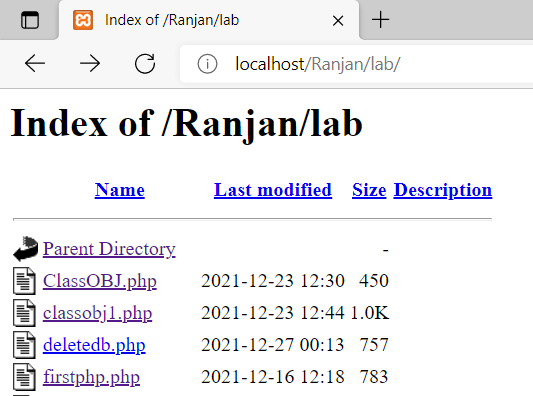 Index of /Ranjan/lab
localhost/Ranjan/lab/
Index of /Ranjan/lab
Name Last modified Size Description
Parent Directory -
ClassOBJ.php 2021-12-23 12:30 450
classobj1.php 2021-12-23 12:44 1.0K
deletedb.php 2021-12-27 00:13 757
firstphp.php 2021-12-16 12:18 783